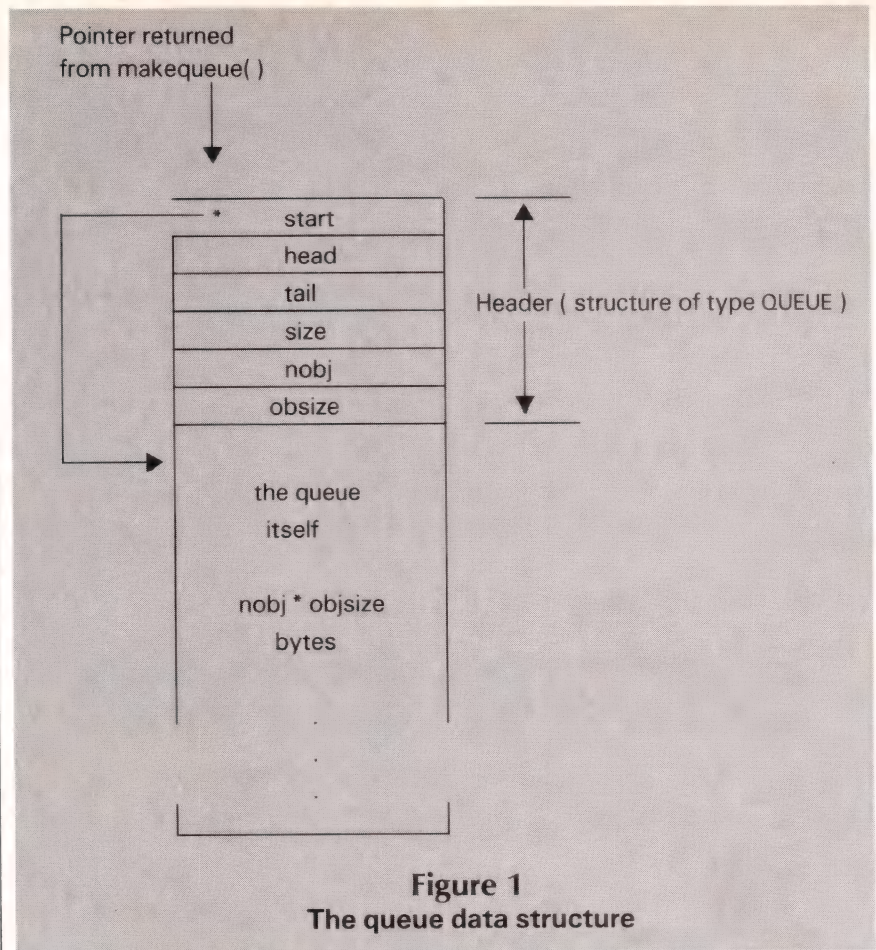 Pointer returned
from makequeue( )
* start
head
tail
size
nobj
obsize
Header ( structure of type QUEUE )
the queue
itself
nobj * objsize
bytes
.
.
.
Figure 1
The queue data structure